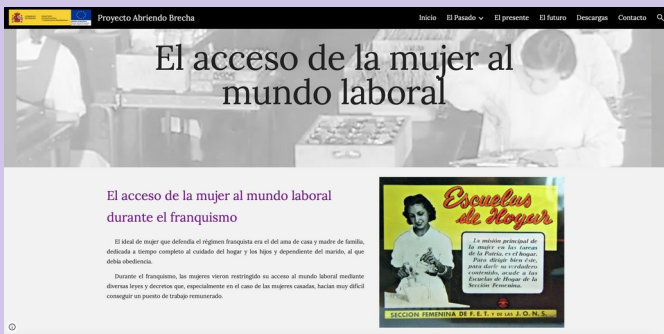 Proyecto Abriendo Brecha
Inicio El Pasado El presente El futuro Descargas Contacto
El acceso de la mujer al
mundo laboral
El acceso de la mujer al mundo laboral
durante el franquismo
El ideal de mujer que defendía el régimen franquista era el del ama de casa y madre de familia,
dedicada a tiempo completo al cuidado del hogar y los hijos y dependiente del marido, al que
debía obediencia.
Durante el franquismo, las mujeres vieron restringido su acceso al mundo laboral mediante
diversas leyes y decretos que, especialmente en el caso de las mujeres casadas, hacían muy difícil
conseguir un puesto de trabajo remunerado.
Escuelas
de Hogar
La misión principal de
la mujer en las tareas
de la Patria, es el hogar.
Para dirigir bien éste,
para darle su verdadero
contenido, acude a las
Escuelas de Hogar de la
Sección Femenina.
SECCION FEMENINA DE F. E. T. Y DE LAS J. O. N. S.